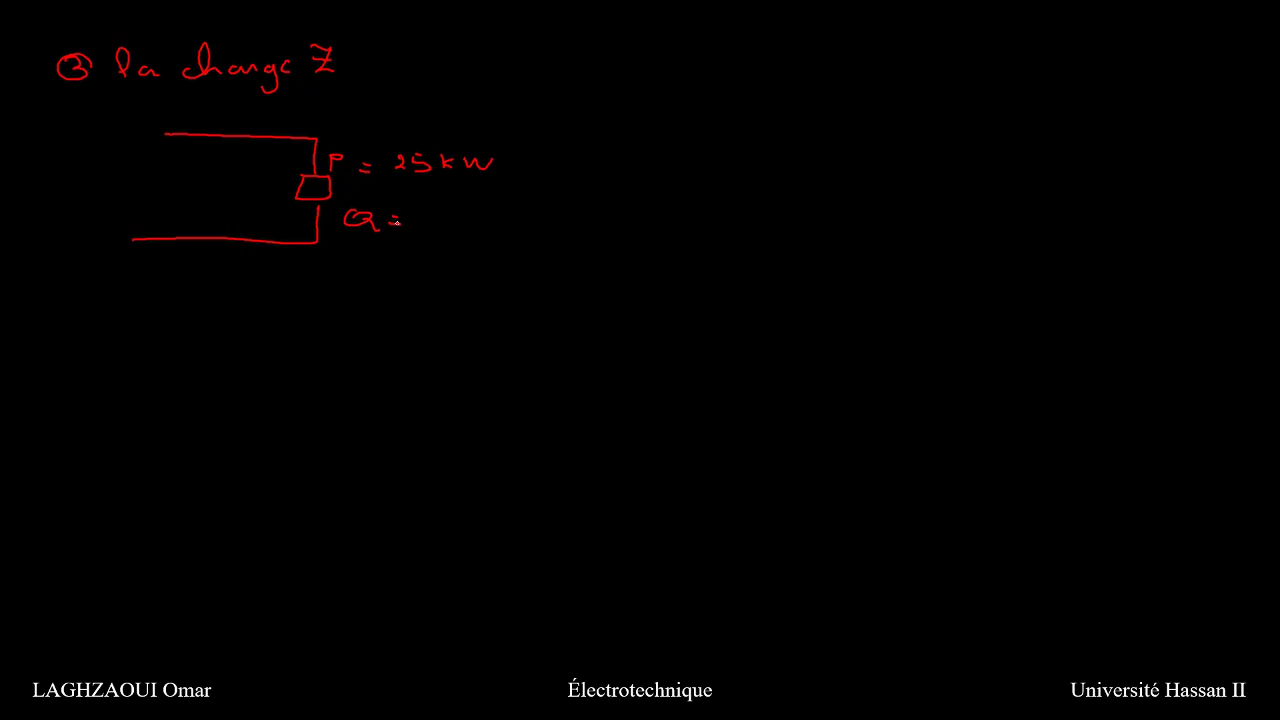 ③ la charge Z
P = 25 kW
Q =
LAGHZAOUI Omar
Électrotechnique
Université Hassan II